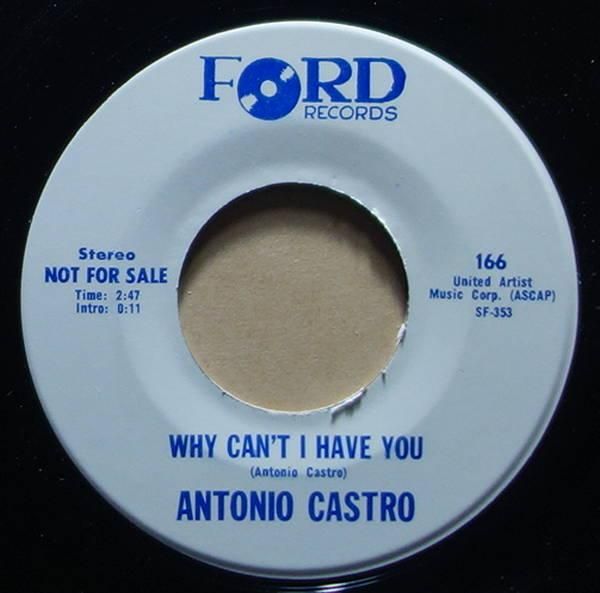 FORD
RECORDS
Stereo
NOT FOR SALE
Time: 2:47
Intro: 0:11
166
United Artist
Music Corp. (ASCAP)
SF-353
WHY CAN'T I HAVE YOU
(Antonio Castro)
ANTONIO CASTRO